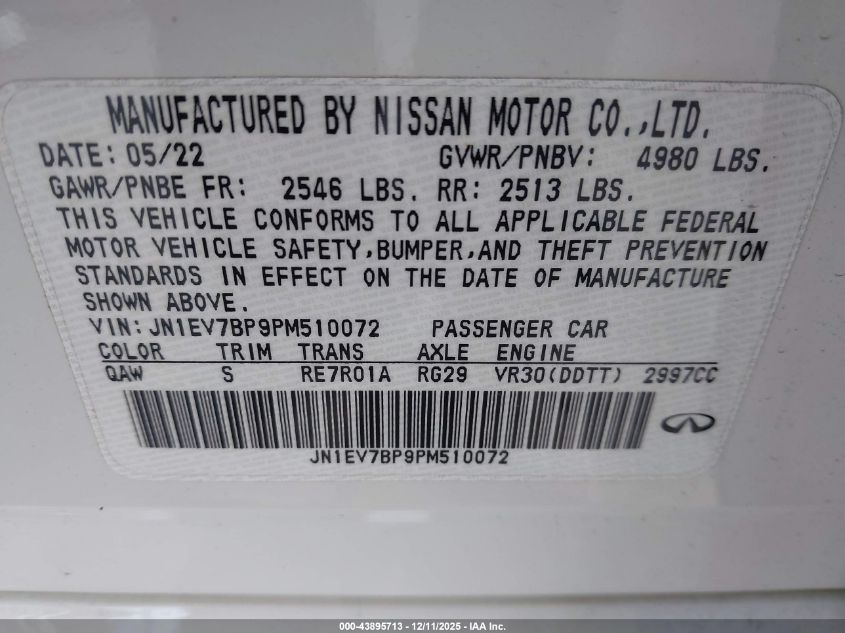 MANUFACTURED BY NISSAN MOTOR CO.,LTD.
DATE: 05/22 GVWR/PNBV: 4980 LBS.
GAWR/PNBE FR: 2546 LBS. RR: 2513 LBS.
THIS VEHICLE CONFORMS TO ALL APPLICABLE FEDERAL
MOTOR VEHICLE SAFETY,BUMPER,AND THEFT PREVENTION
STANDARDS IN EFFECT ON THE DATE OF MANUFACTURE
SHOWN ABOVE.
VIN: JN1EV7BP9PM510072 PASSENGER CAR
COLOR TRIM TRANS AXLE ENGINE
QAW S RE7R01A RG29 VR30(DDTT) 2997CC
JN1EV7BP9PM510072
000-43895713 - 12/11/2025 - IAA Inc.